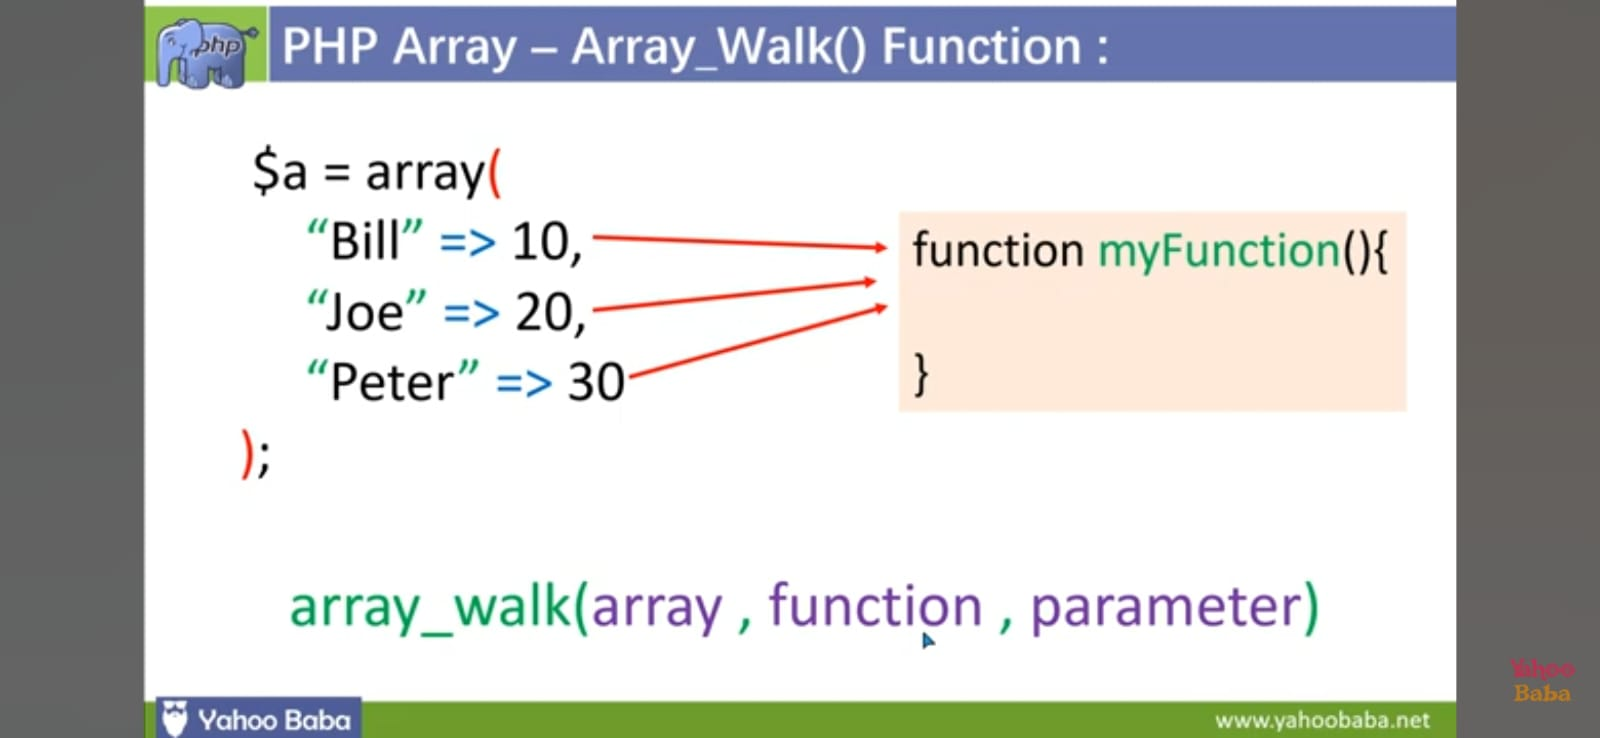 php
PHP Array – Array_Walk() Function :
$a = array(
“Bill” => 10,
“Joe” => 20,
“Peter” => 30
);
function myFunction(){
}
array_walk(array , function , parameter)
Yahoo Baba
www.yahoobaba.net
Yahoo
Baba